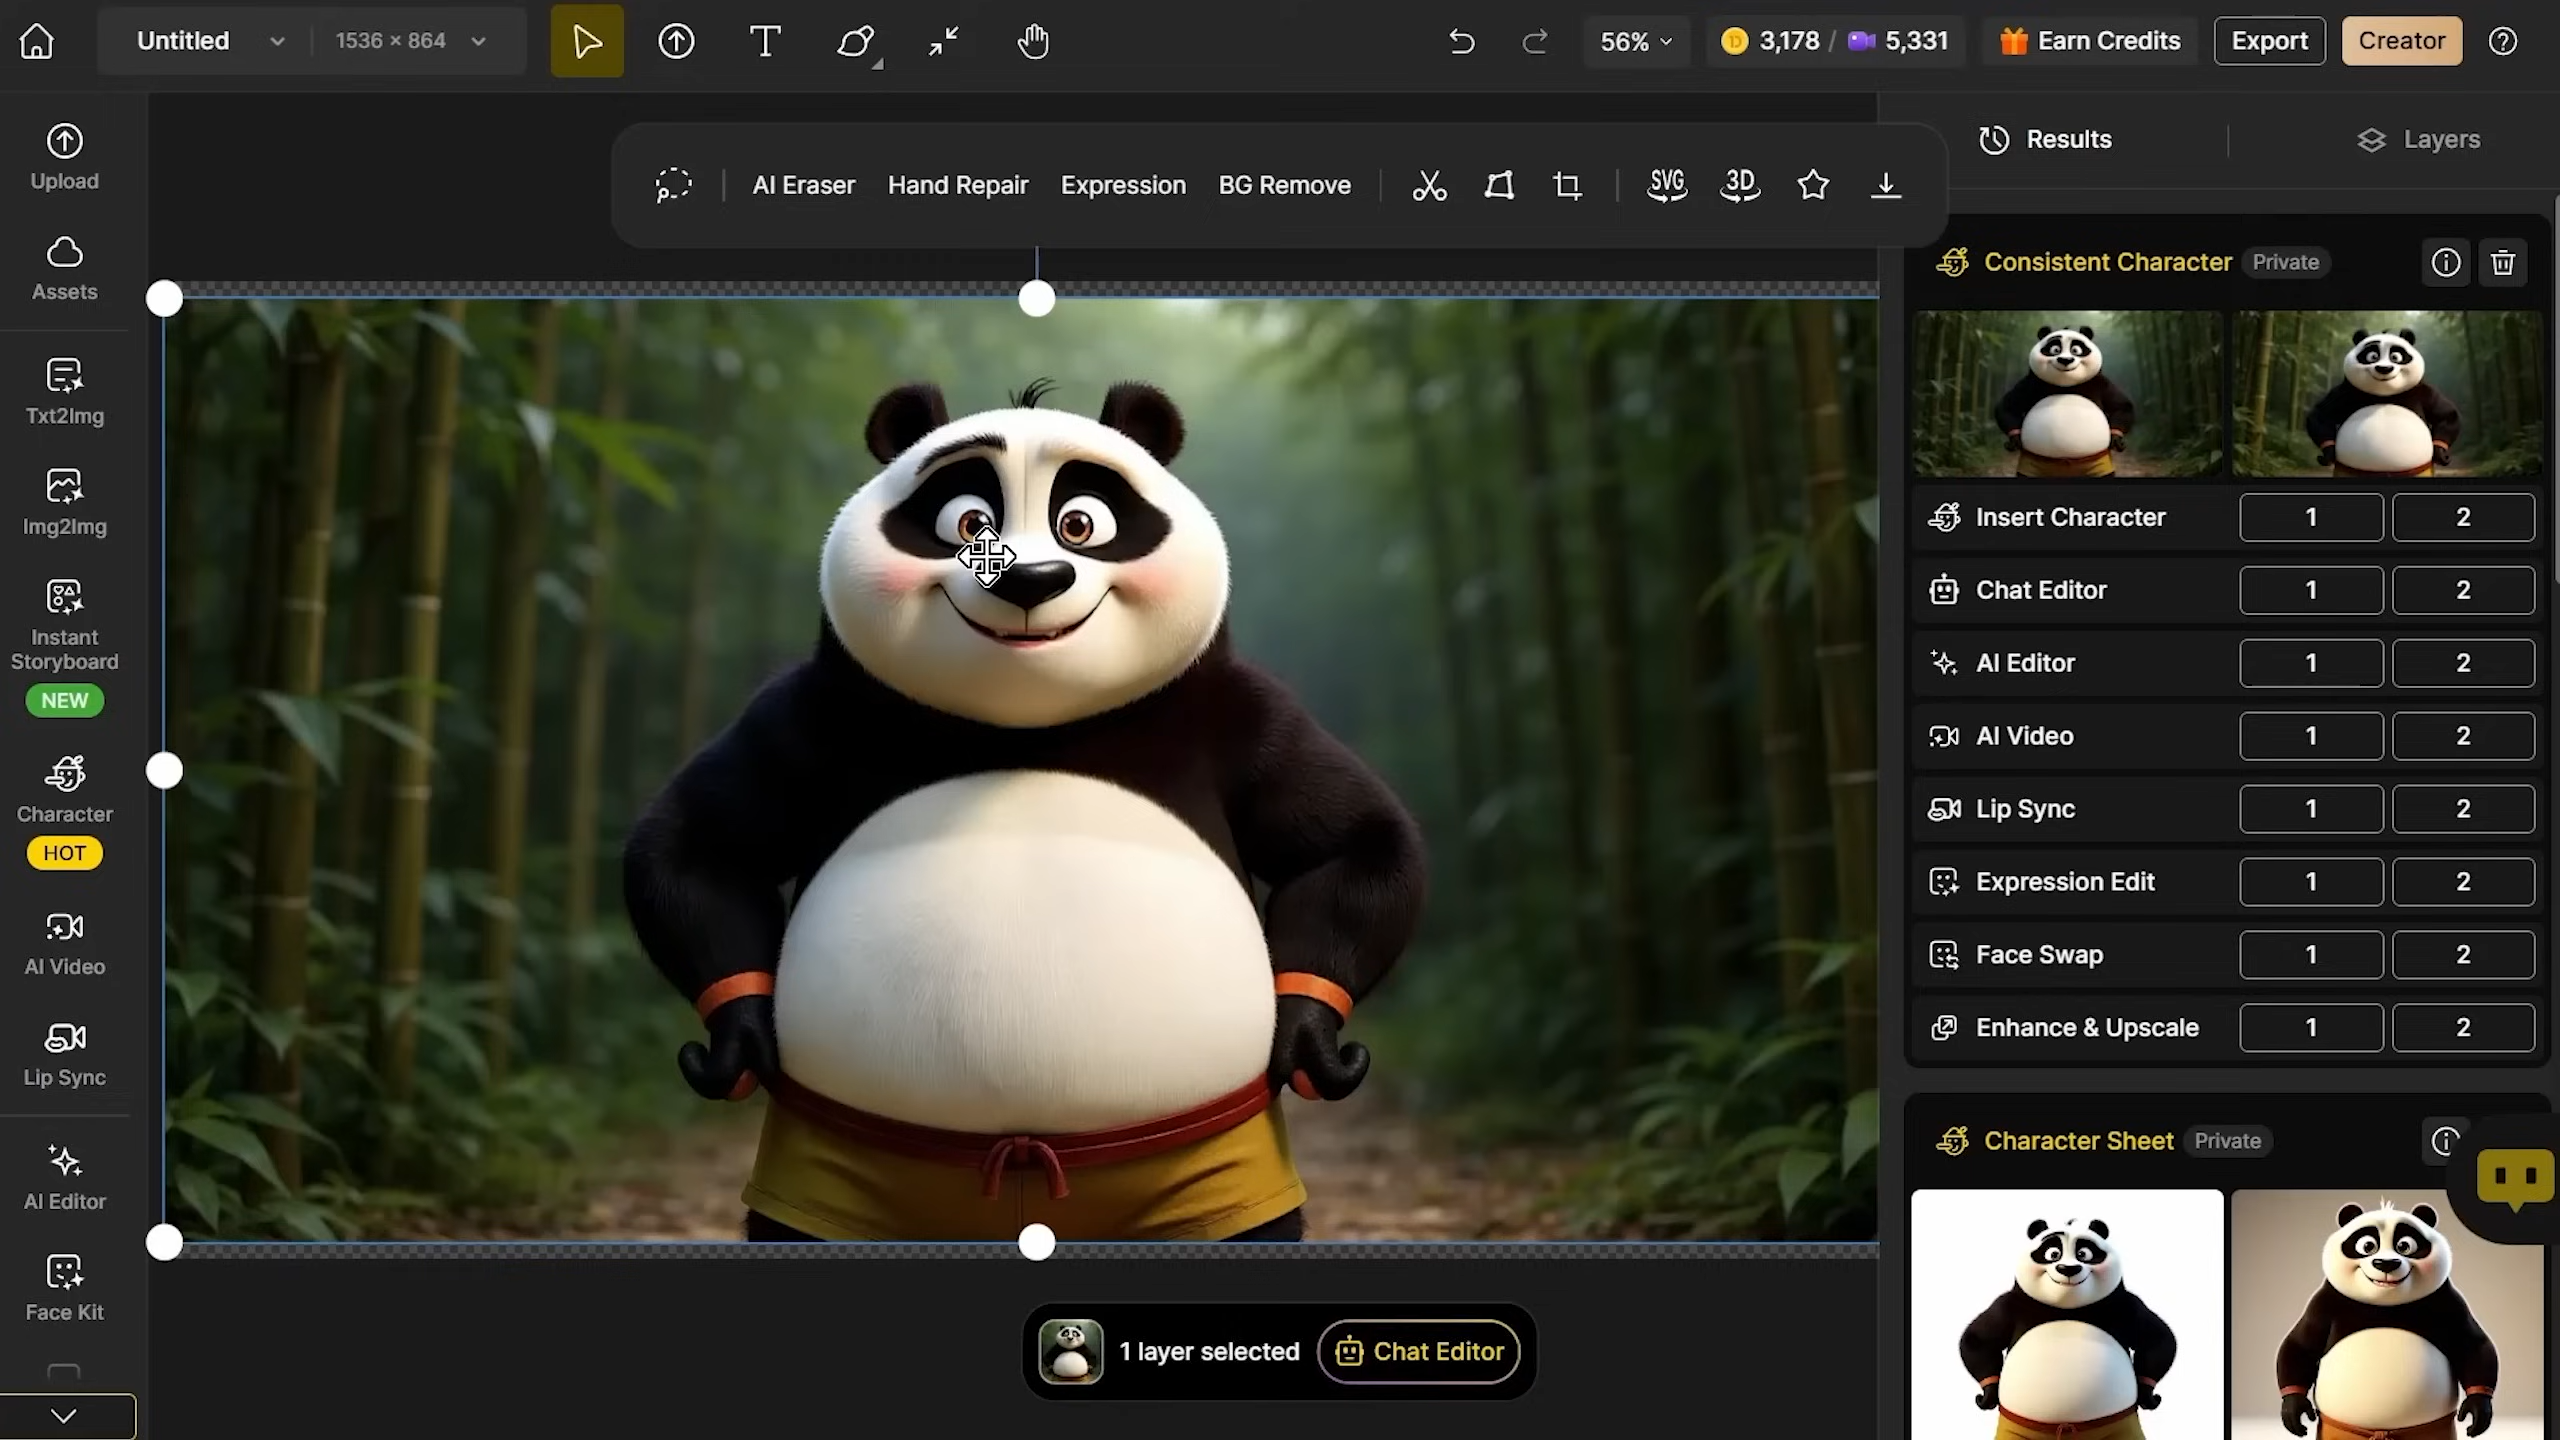 Untitled
1536 × 864
56%
3,178 / 5,331
Earn Credits
Export
Creator
Upload
Assets
Txt2Img
Img2Img
Instant
Storyboard
NEW
Character
HOT
AI Video
Lip Sync
AI Editor
Face Kit
AI Eraser
Hand Repair
Expression
BG Remove
SVG
3D
1 layer selected
Chat Editor
Results
Layers
Consistent Character
Private
Insert Character 1 2
Chat Editor 1 2
AI Editor 1 2
AI Video 1 2
Lip Sync 1 2
Expression Edit 1 2
Face Swap 1 2
Enhance & Upscale 1 2
Character Sheet
Private